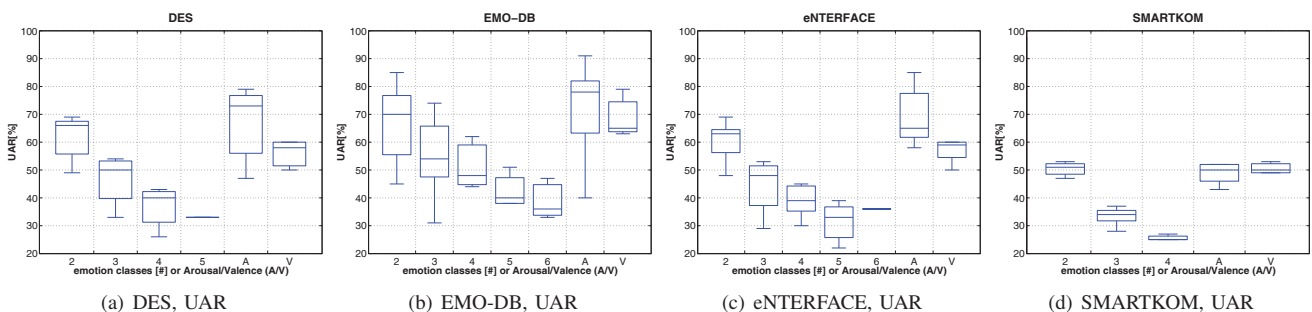 DES
100
90
80
70
60
50
40
30
20
UAR[%]
2 3 4 5 A V
emotion classes [#] or Arousal/Valence (A/V)
(a) DES, UAR
EMO−DB
100
90
80
70
60
50
40
30
20
UAR[%]
2 3 4 5 6 A V
emotion classes [#] or Arousal/Valence (A/V)
(b) EMO-DB, UAR
eNTERFACE
100
90
80
70
60
50
40
30
20
UAR[%]
2 3 4 5 6 A V
emotion classes [#] or Arousal/Valence (A/V)
(c) eNTERFACE, UAR
SMARTKOM
100
90
80
70
60
50
40
30
20
UAR[%]
2 3 4 A V
emotion classes [#] or Arousal/Valence (A/V)
(d) SMARTKOM, UAR